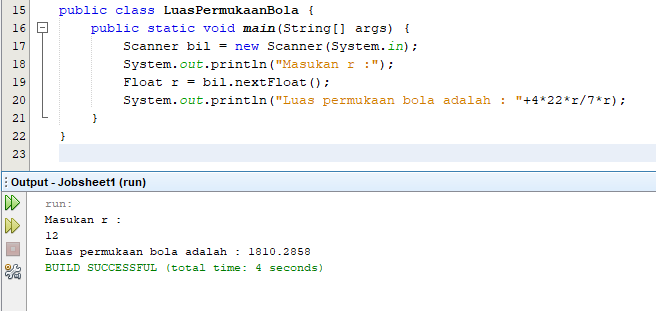 15 public class LuasPermukaanBola {
16 public static void main(String[] args) {
17 Scanner bil = new Scanner(System.in);
18 System.out.println("Masukan r :");
19 Float r = bil.nextFloat();
20 System.out.println("Luas permukaan bola adalah : "+4*22*r/7*r);
21 }
22 }
23
Output - Jobsheet1 (run)
run:
Masukan r :
12
Luas permukaan bola adalah : 1810.2858
BUILD SUCCESSFUL (total time: 4 seconds)